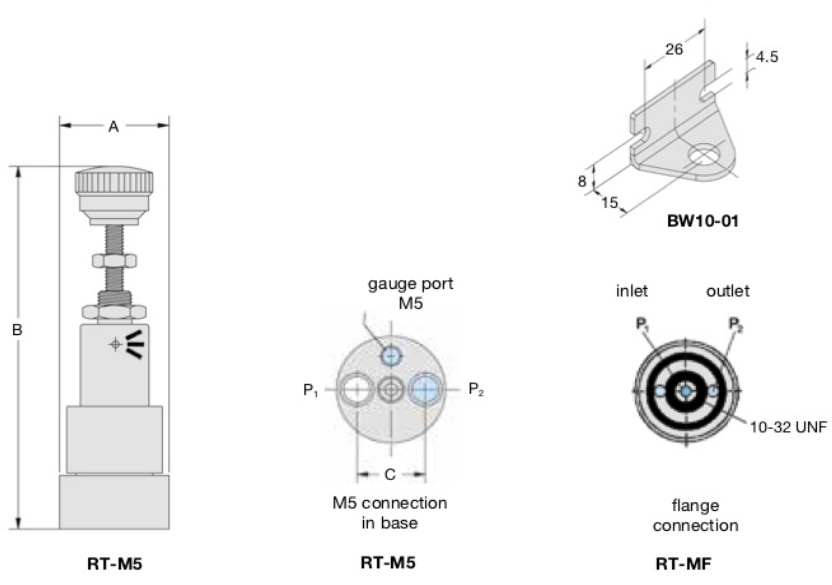 26
4.5
A
8
15
BW10-01
gauge port
M5
inlet outlet
B
P₁ P₂
P₁ P₂
10-32 UNF
C
M5 connection
in base
flange
connection
RT-M5 RT-M5 RT-MF